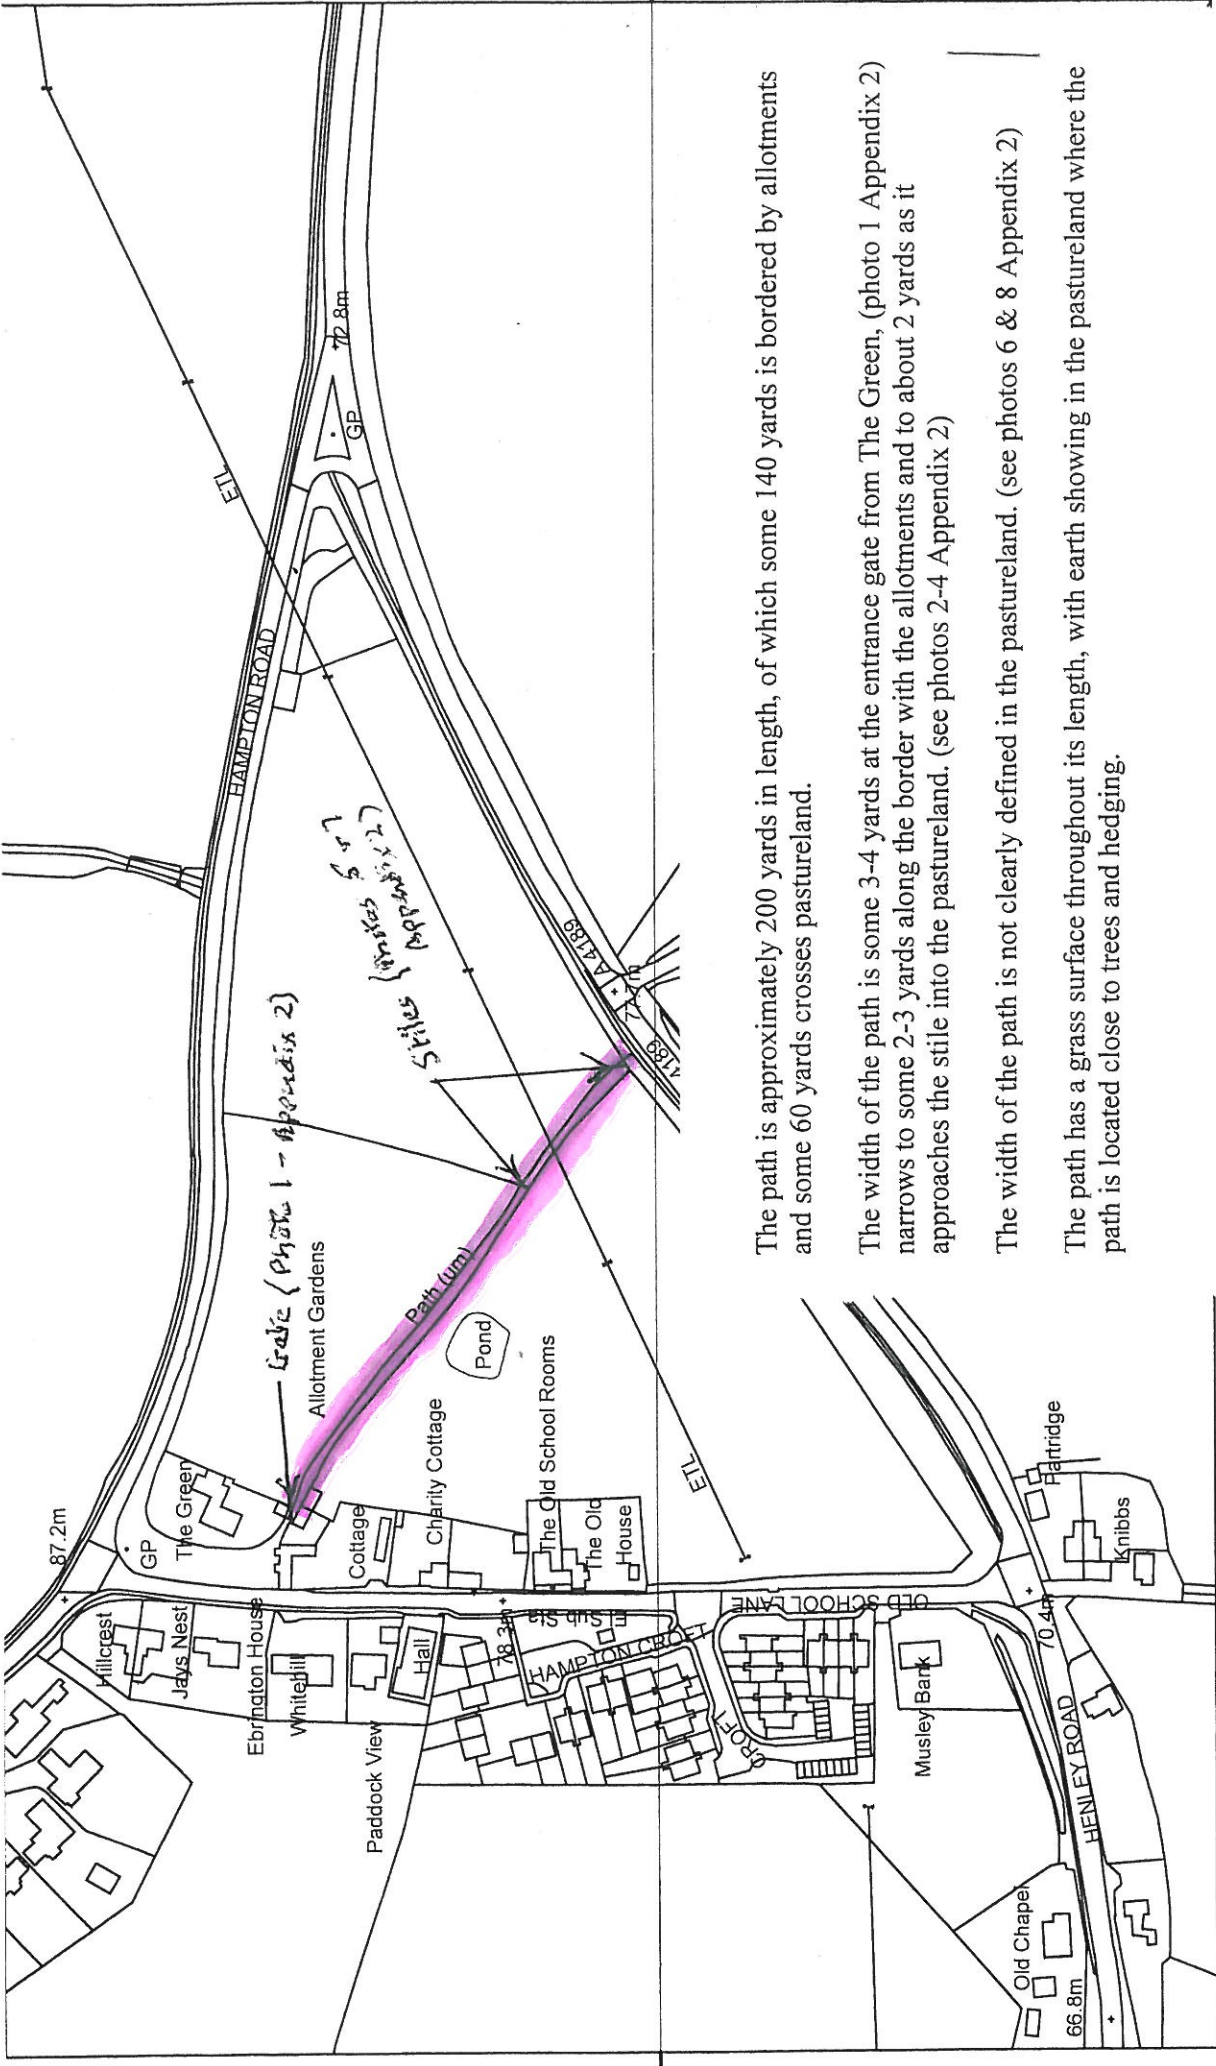 87.2m
GP
The Green
Hillcrest
Jays Nest
Ebrington House
Whitehill
Paddock View
Hall
Cottage
Charity Cottage
The Old School Rooms
The Old
House
78.3m
El Sub Sta
HAMPTON CROFT
CROFT
OLD SCHOOL LANE
Musley Bank
Old Chapel
66.8m
HENLEY ROAD
70.4m
Partridge
Knibbs
ETL
Pond
Path (um)
Allotment Gardens
Gate (Photo 1 - Appendix 2)
Stiles (photos 5 & 7
Appendix 2)
HAMPTON ROAD
ETL
GP
72.8m
A 4189
77.7m
The path is approximately 200 yards in length, of which some 140 yards is bordered by allotments
and some 60 yards crosses pastureland.
The width of the path is some 3-4 yards at the entrance gate from The Green, (photo 1 Appendix 2)
narrows to some 2-3 yards along the border with the allotments and to about 2 yards as it
approaches the stile into the pastureland. (see photos 2-4 Appendix 2)
The width of the path is not clearly defined in the pastureland. (see photos 6 & 8 Appendix 2)
The path has a grass surface throughout its length, with earth showing in the pastureland where the
path is located close to trees and hedging.